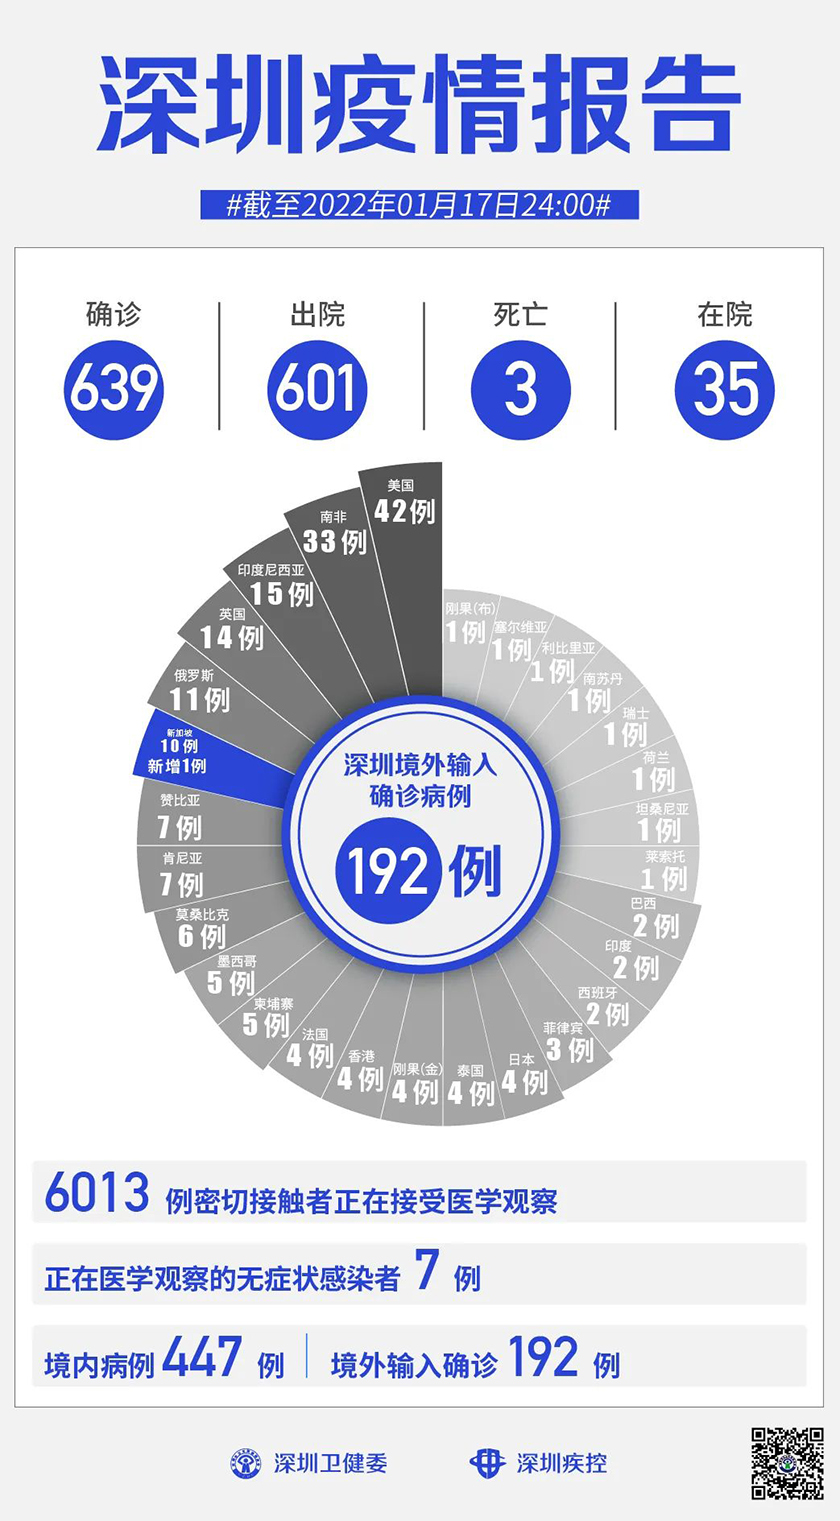 深圳疫情报告
#截至2022年01月17日24:00#
确诊
639
出院
601
死亡
3
在院
35
美国
42例
南非
33例
印度尼西亚
15例
英国
14例
俄罗斯
11例
新加坡
10例
新增1例
赞比亚
7例
肯尼亚
7例
莫桑比克
6例
墨西哥
5例
柬埔寨
5例
法国
4例
香港
4例
刚果(金)
4例
泰国
4例
日本
4例
菲律宾
3例
西班牙
2例
印度
2例
巴西
2例
莱索托
1例
坦桑尼亚
1例
荷兰
1例
瑞士
1例
南苏丹
1例
利比里亚
1例
塞尔维亚
1例
刚果(布)
1例
深圳境外输入
确诊病例
192例
6013 例密切接触者正在接受医学观察
正在医学观察的无症状感染者 7 例
境内病例 447 例
境外输入确诊 192 例
深圳卫健委
深圳疾控